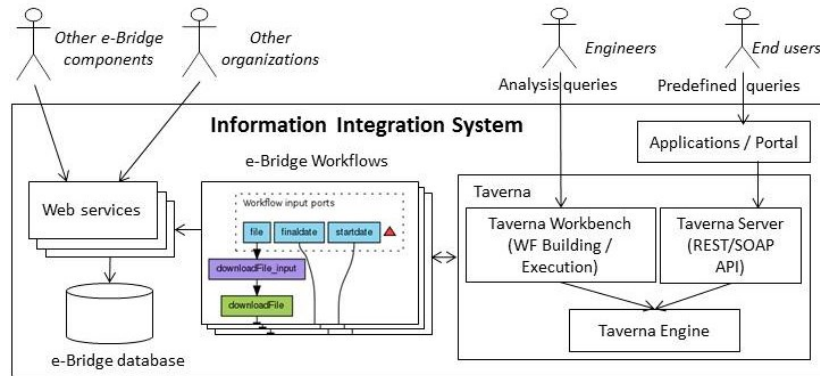 Other e-Bridge
components
Other
organizations
Engineers
End users
Analysis queries
Predefined queries
Information Integration System
Applications / Portal
e-Bridge Workflows
Web services
Workflow input ports
file
finaldate
startdate
downloadFile_input
downloadFile
Taverna
Taverna Workbench
(WF Building /
Execution)
Taverna Server
(REST/SOAP
API)
Taverna Engine
e-Bridge database